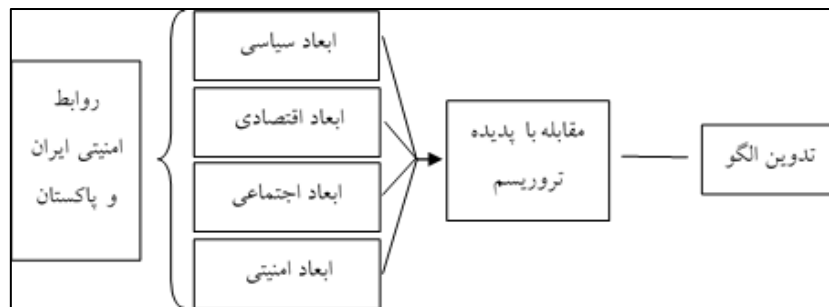 روابط
امنیتی ایران
و پاکستان
ابعاد سیاسی
ابعاد اقتصادی
ابعاد اجتماعی
ابعاد امنیتی
مقابله با پدیده
تروریسم
تدوین الگو